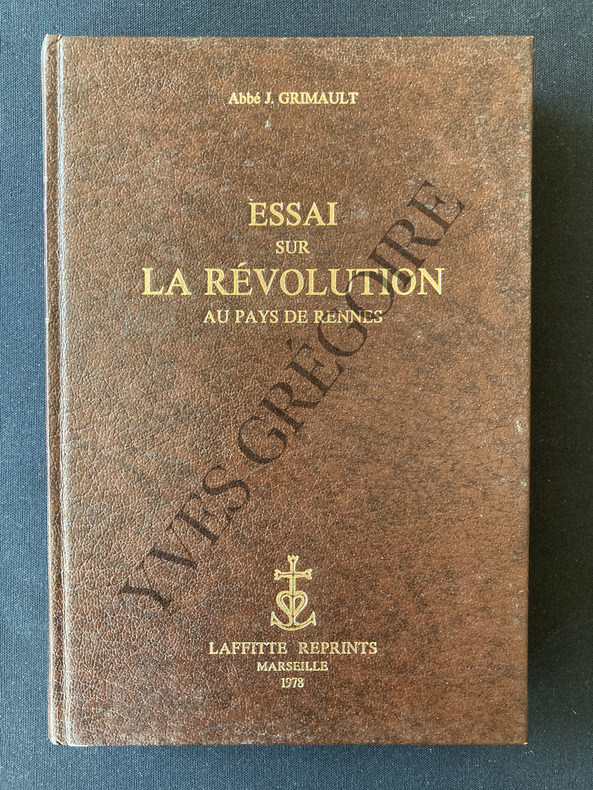 Abbé J. GRIMAULT
ESSAI
SUR
LA RÉVOLUTION
AU PAYS DE RENNES
YVES GRÉGOIRE
LAFFITTE REPRINTS
MARSEILLE
1978